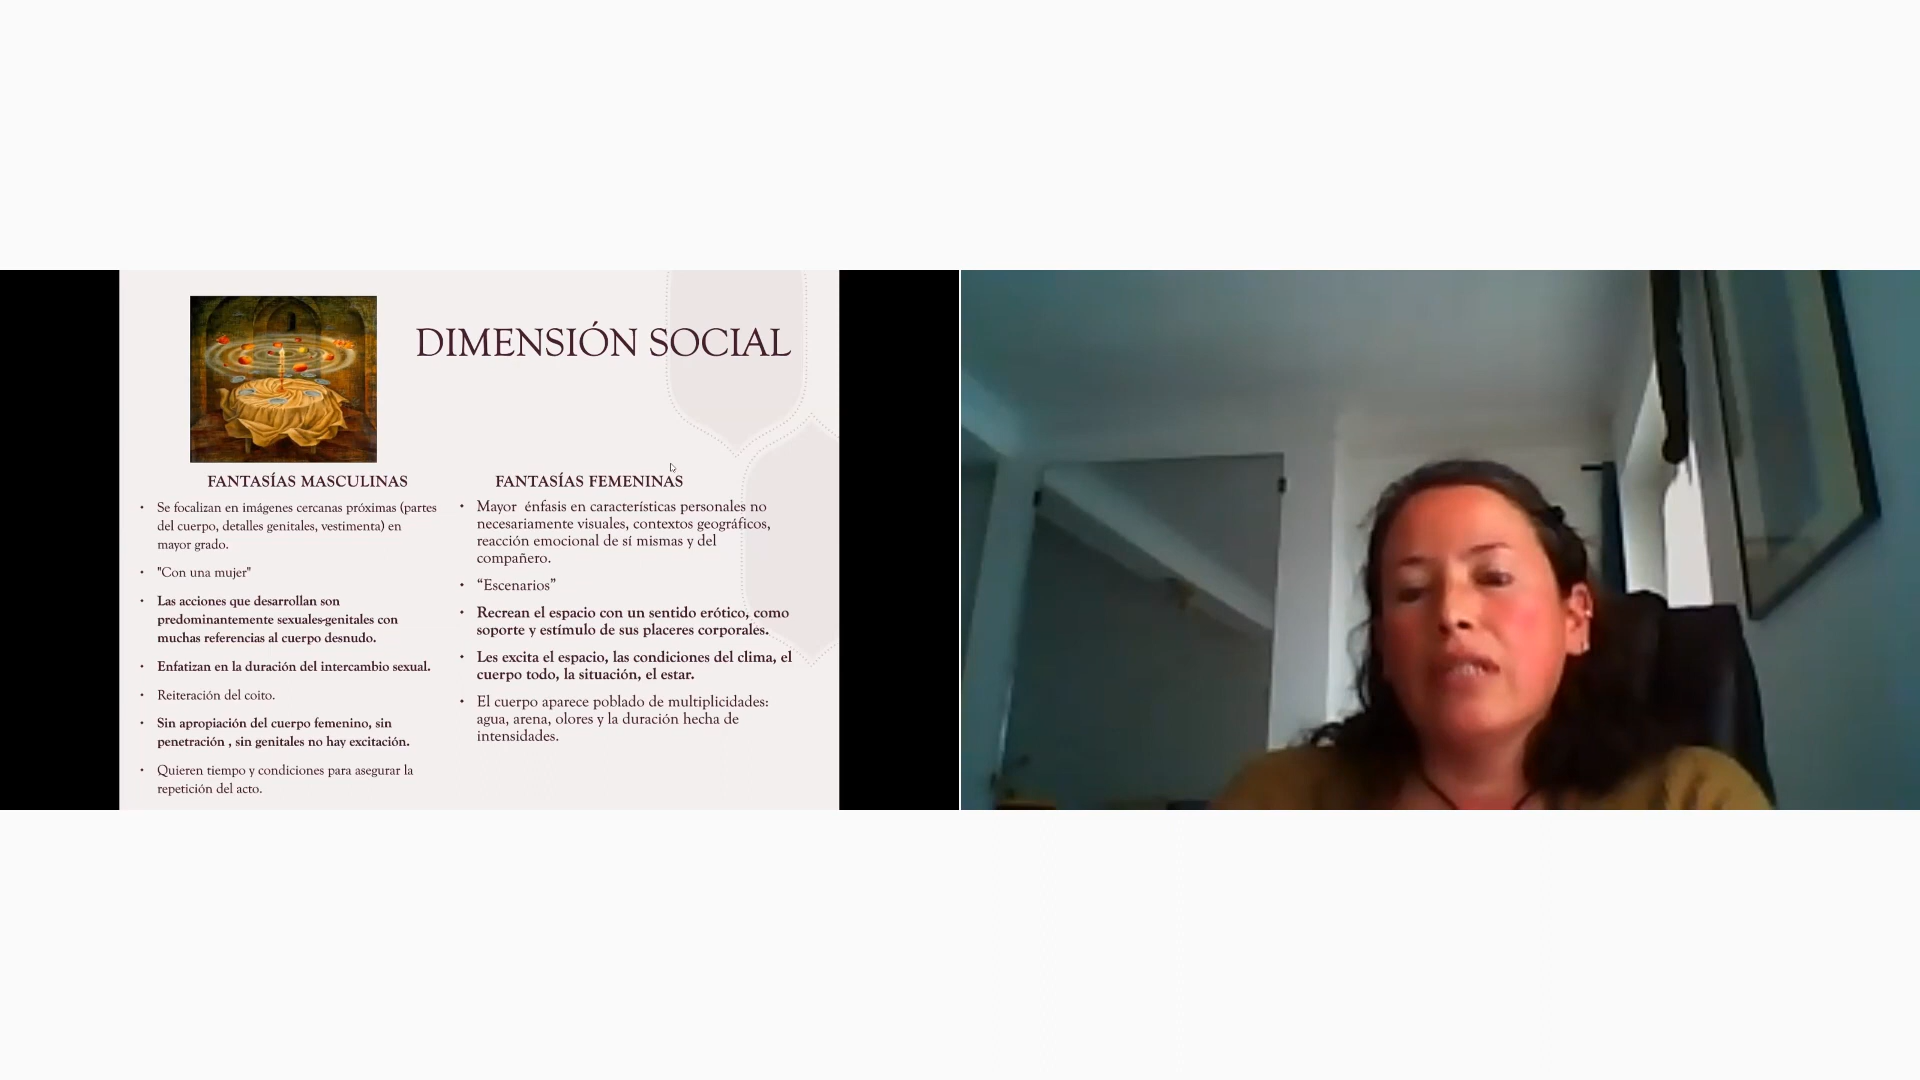 DIMENSIÓN SOCIAL
FANTASÍAS MASCULINAS
• Se focalizan en imágenes cercanas próximas (partes
del cuerpo, detalles genitales, vestimenta) en
mayor grado.
• "Con una mujer"
• Las acciones que desarrollan son
predominantemente sexuales-genitales con
muchas referencias al cuerpo desnudo.
• Enfatizan en la duración del intercambio sexual.
• Reiteración del coito.
• Sin apropiación del cuerpo femenino, sin
penetración , sin genitales no hay excitación.
• Quieren tiempo y condiciones para asegurar la
repetición del acto.
FANTASÍAS FEMENINAS
• Mayor énfasis en características personales no
necesariamente visuales, contextos geográficos,
reacción emocional de sí mismas y del
compañero.
• “Escenarios”
• Recrean el espacio con un sentido erótico, como
soporte y estímulo de sus placeres corporales.
• Les excita el espacio, las condiciones del clima, el
cuerpo todo, la situación, el estar.
• El cuerpo aparece poblado de multiplicidades:
agua, arena, olores y la duración hecha de
intensidades.